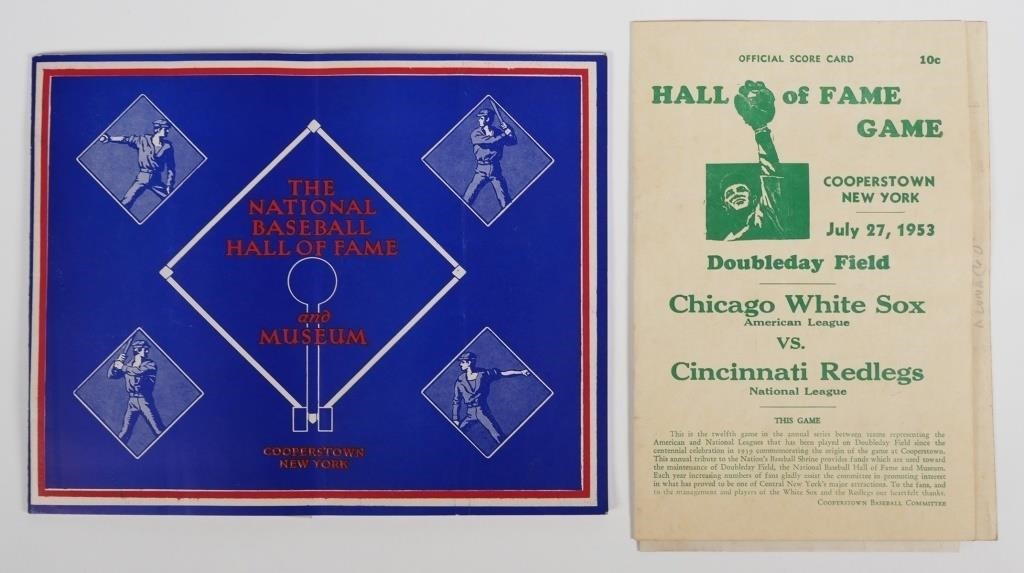 THE
NATIONAL
BASEBALL
HALL OF FAME
and
MUSEUM
COOPERSTOWN
NEW YORK
OFFICIAL SCORE CARD 10c
HALL of FAME
GAME
COOPERSTOWN
NEW YORK
July 27, 1953
Doubleday Field
Chicago White Sox
American League
VS.
Cincinnati Redlegs
National League
THIS GAME
This is the twelfth game in the annual series between teams representing the
American and National Leagues that has been played on Doubleday Field since the
centennial celebration in 1939 commemorating the origin of the game at Cooperstown.
This annual tribute to the Nation's Baseball Shrine provides funds which are used toward
the maintenance of Doubleday Field, the National Baseball Hall of Fame and Museum.
Each year increasing numbers of fans gladly assist the committee in promoting interest
in what has proved to be one of Central New York's major attractions. To the fans, and
to the management and players of the White Sox and the Redlegs our heartfelt thanks.
COOPERSTOWN BASEBALL COMMITTEE